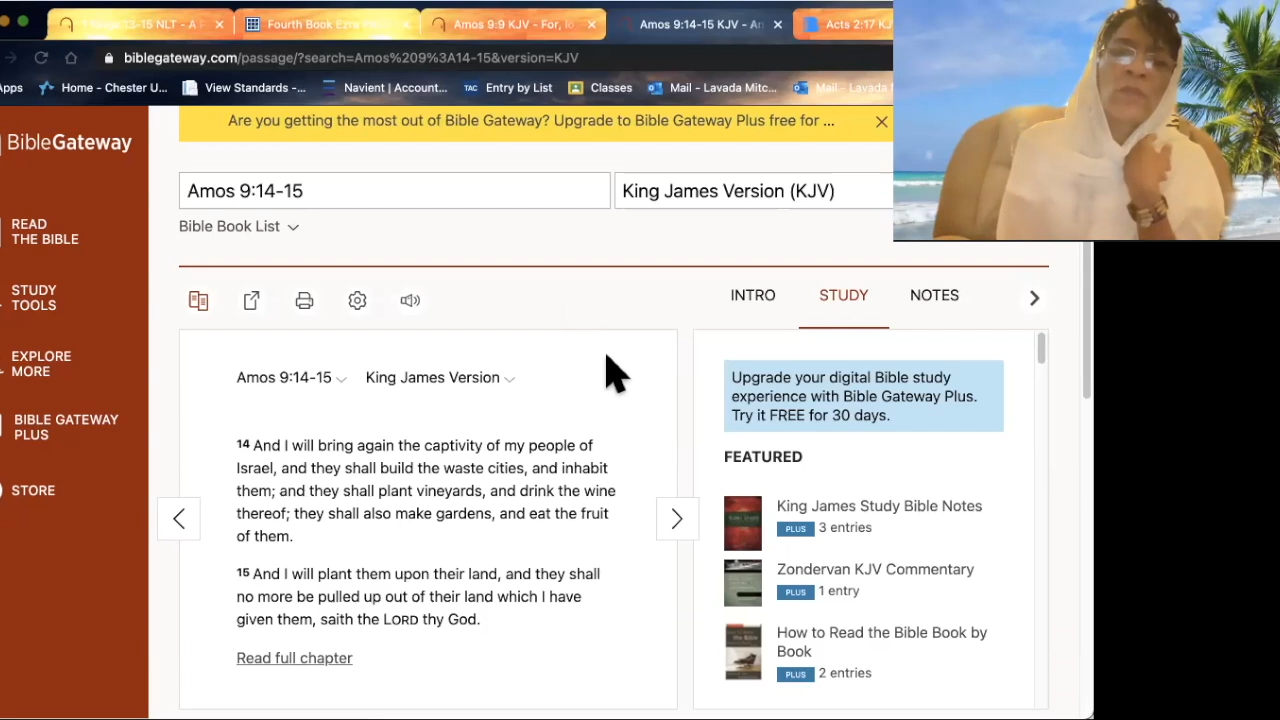 NLT - A
Fourth Book Ezra
Amos 9:9 KJV - For, lo
Amos 9:14-15 KJV - An
Acts 2:17 KJ
biblegateway.com/passage/?search=Amos%209%3A14-15&version=KJV
Apps
Home - Chester U...
View Standards -...
Navient | Account...
TAC Entry by List
Classes
Mail - Lavada Mitc...
Mail - Lavada
BibleGateway
Are you getting the most out of Bible Gateway? Upgrade to Bible Gateway Plus free for ...
Amos 9:14-15
King James Version (KJV)
Bible Book List
READ
THE BIBLE
STUDY
TOOLS
EXPLORE
MORE
BIBLE GATEWAY
PLUS
STORE
INTRO
STUDY
NOTES
Amos 9:14-15
King James Version
14 And I will bring again the captivity of my people of
Israel, and they shall build the waste cities, and inhabit
them; and they shall plant vineyards, and drink the wine
thereof; they shall also make gardens, and eat the fruit
of them.
15 And I will plant them upon their land, and they shall
no more be pulled up out of their land which I have
given them, saith the LORD thy God.
Read full chapter
Upgrade your digital Bible study
experience with Bible Gateway Plus.
Try it FREE for 30 days.
FEATURED
King James Study Bible Notes
PLUS 3 entries
Zondervan KJV Commentary
PLUS 1 entry
How to Read the Bible Book by
Book
PLUS 2 entries